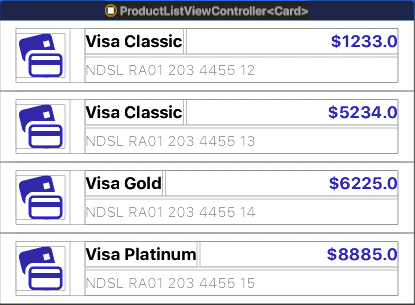 ProductListViewController<Card>
Visa Classic $1233.0
NDSL RA01 203 4455 12
Visa Classic $5234.0
NDSL RA01 203 4455 13
Visa Gold $6225.0
NDSL RA01 203 4455 14
Visa Platinum $8885.0
NDSL RA01 203 4455 15